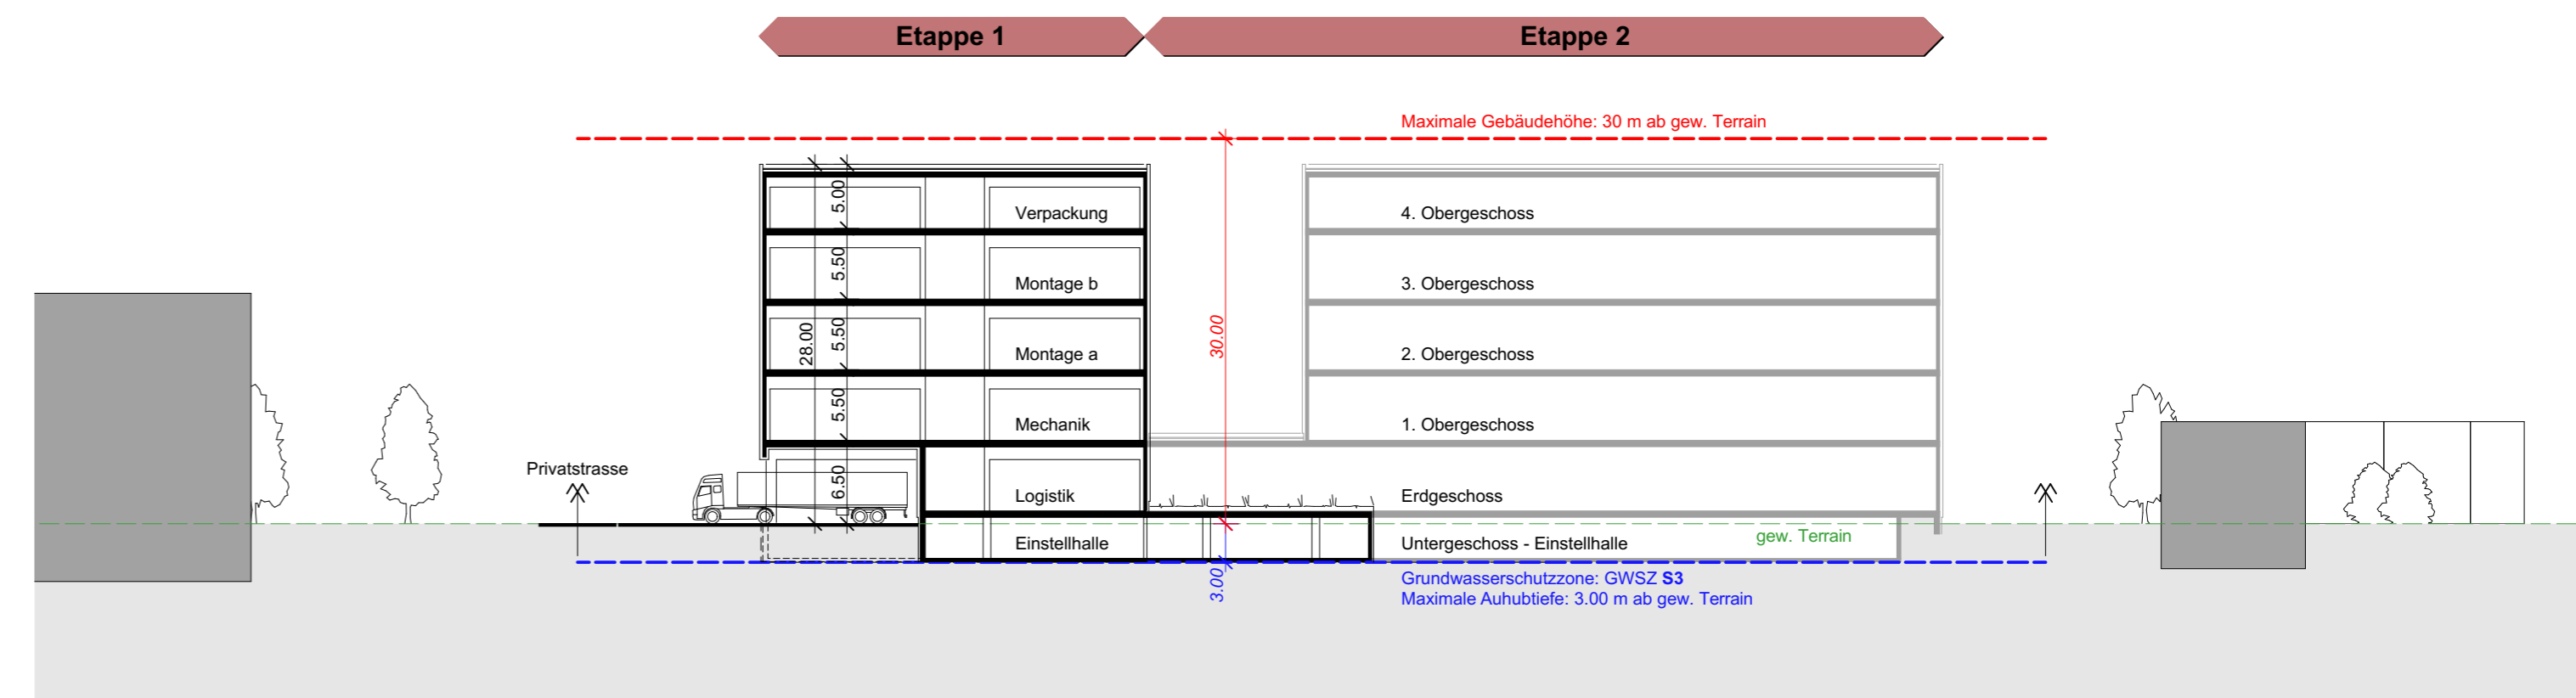 Etappe 1
Etappe 2
Maximale Gebäudehöhe: 30 m ab gew. Terrain
5.00
Verpackung
4. Obergeschoss
5.50
Montage b
3. Obergeschoss
28.00
5.50
Montage a
30.00
2. Obergeschoss
5.50
Mechanik
1. Obergeschoss
Privatstrasse
6.50
Logistik
Erdgeschoss
Einstellhalle
Untergeschoss - Einstellhalle
gew. Terrain
3.00
Grundwasserschutzzone: GWSZ S3
Maximale Auhubtiefe: 3.00 m ab gew. Terrain